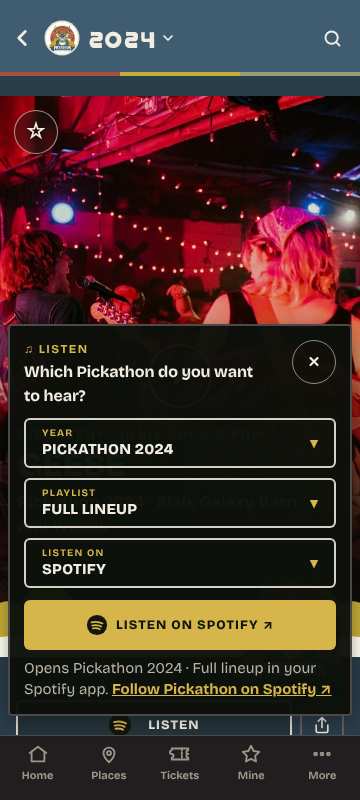 2024
♫ LISTEN
Which Pickathon do you want
to hear?
YEAR
PICKATHON 2024
PLAYLIST
FULL LINEUP
LISTEN ON
SPOTIFY
LISTEN ON SPOTIFY ↗
Opens Pickathon 2024 · Full lineup in your
Spotify app. Follow Pickathon on Spotify ↗
LISTEN
Home
Places
Tickets
Mine
More